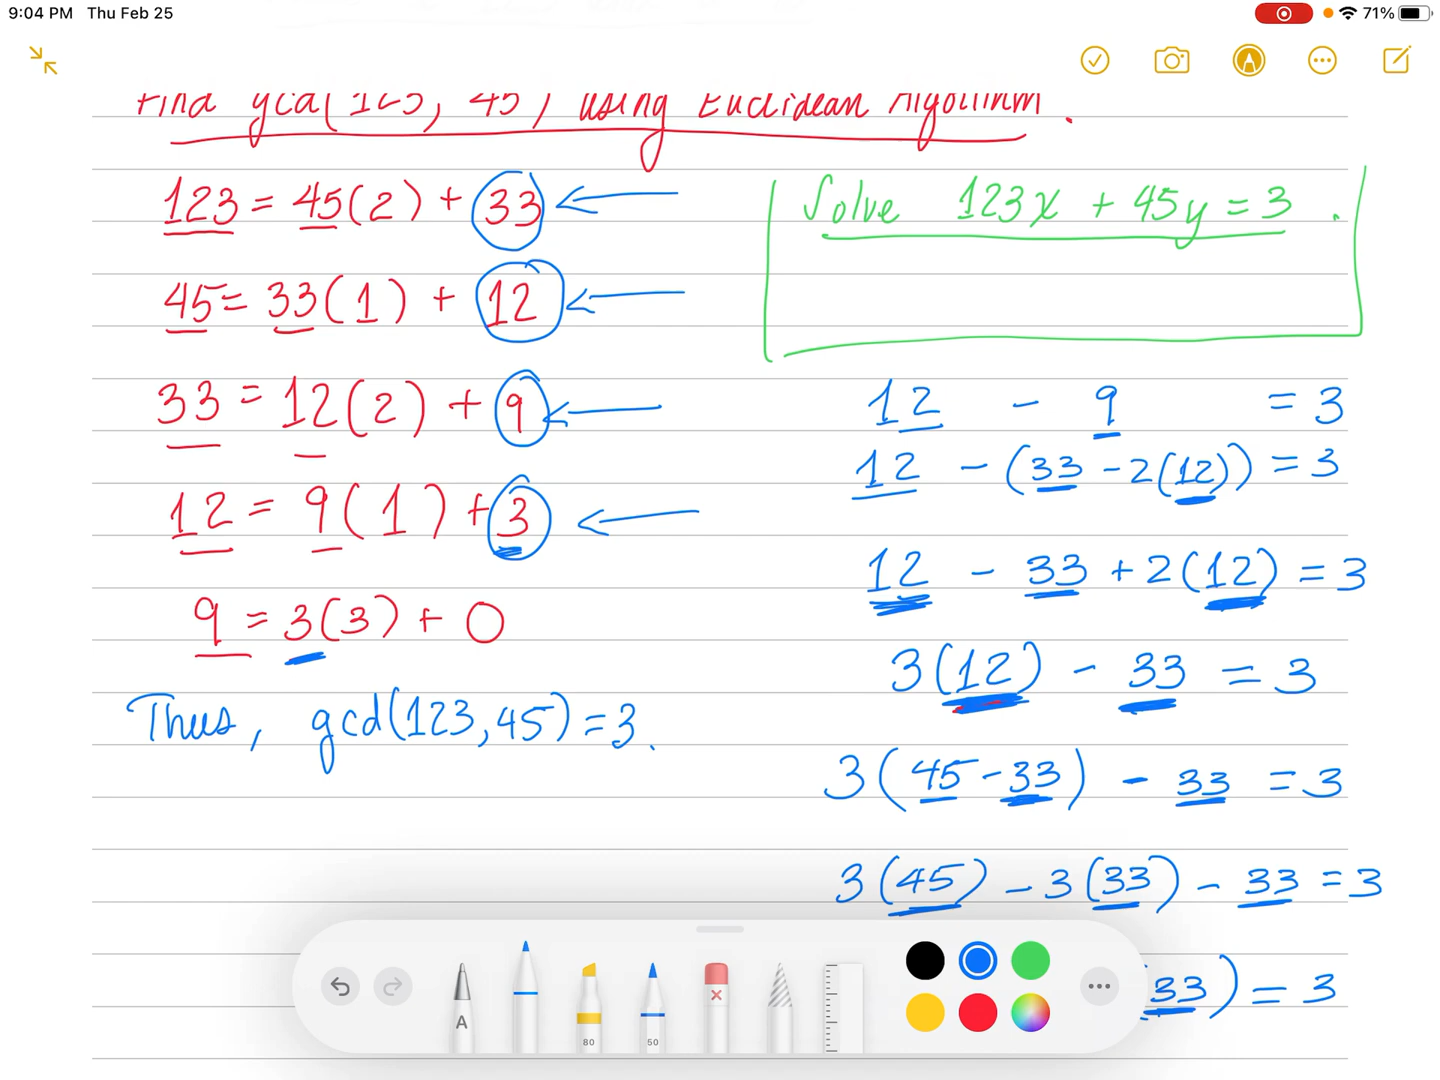 9:04 PM Thu Feb 25
71%
Find gcd(123, 45) using Euclidean Algorithm.
123 = 45(2) + 33
45 = 33(1) + 12
33 = 12(2) + 9
12 = 9(1) + 3
9 = 3(3) + 0
Thus, gcd(123,45) = 3.
Solve 123x + 45y = 3.
12 - 9 = 3
12 - (33 - 2(12)) = 3
12 - 33 + 2(12) = 3
3(12) - 33 = 3
3(45 - 33) - 33 = 3
3(45) - 3(33) - 33 = 3
(33) = 3
A
80
50